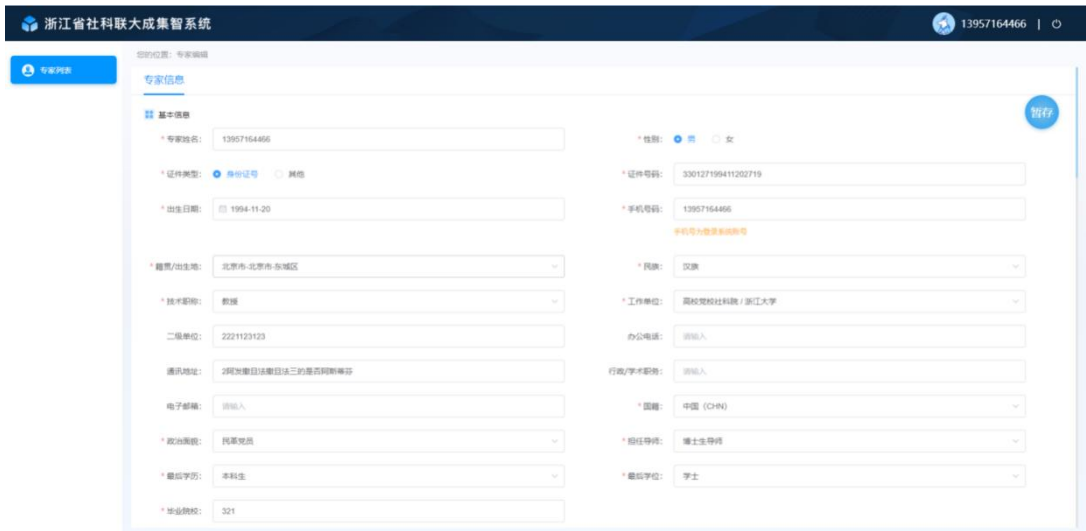 浙江省社科联大成集智系统
13957164466 |
专家列表
您的位置：专家编辑
专家信息
基本信息
暂存
* 专家姓名： 13957164466
* 性别： 男 女
* 证件类型： 身份证号 其他
* 证件号码： 330127199411202719
* 出生日期： 1994-11-20
* 手机号码： 13957164466
手机号为登录系统账号
* 籍贯/出生地： 北京市-北京市-东城区
* 民族： 汉族
* 技术职称： 教授
* 工作单位： 高校党校社科院 / 浙江大学
二级单位： 2221123123
办公电话： 请输入
通讯地址： 2阿发撒旦法撒旦法三的是否阿斯蒂芬
行政/学术职务： 请输入
电子邮箱： 请输入
* 国籍： 中国（CHN）
* 政治面貌： 民革党员
* 担任导师： 博士生导师
* 最后学历： 本科生
* 最后学位： 学士
* 毕业院校： 321